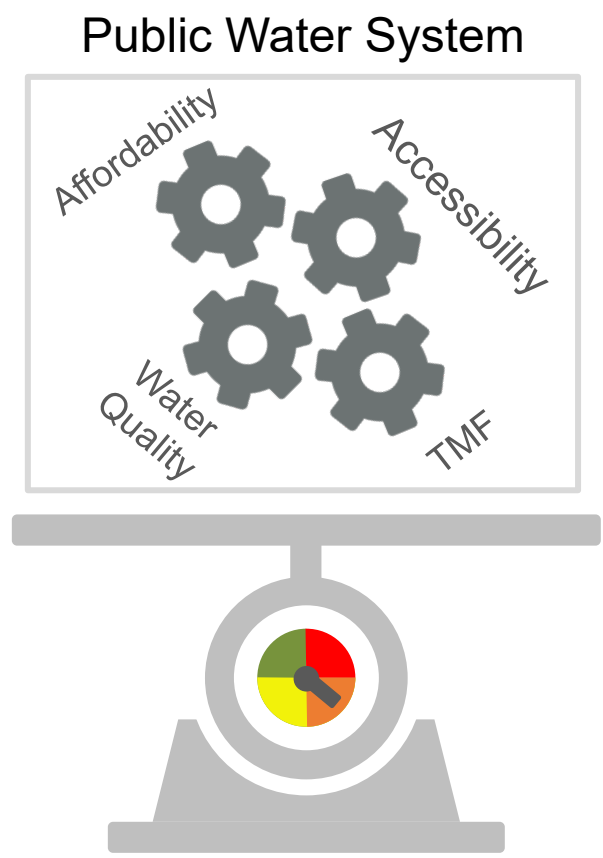 Public Water System
Affordability
Accessibility
Water
Quality
TMF